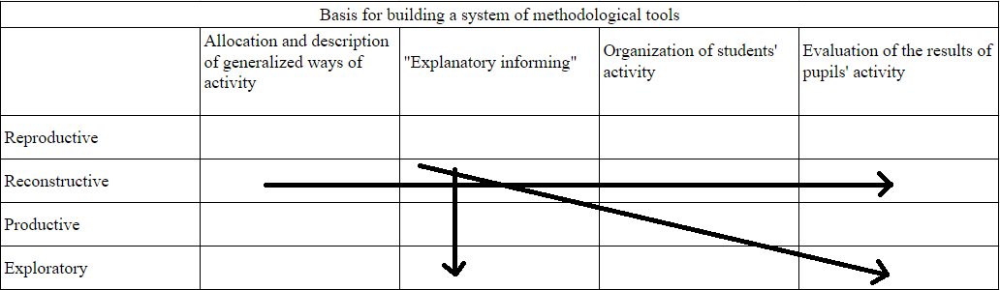 Basis for building a system of methodological tools
Allocation and description
of generalized ways of
activity
"Explanatory informing"
Organization of students'
activity
Evaluation of the results of
pupils' activity
Reproductive
Reconstructive
Productive
Exploratory